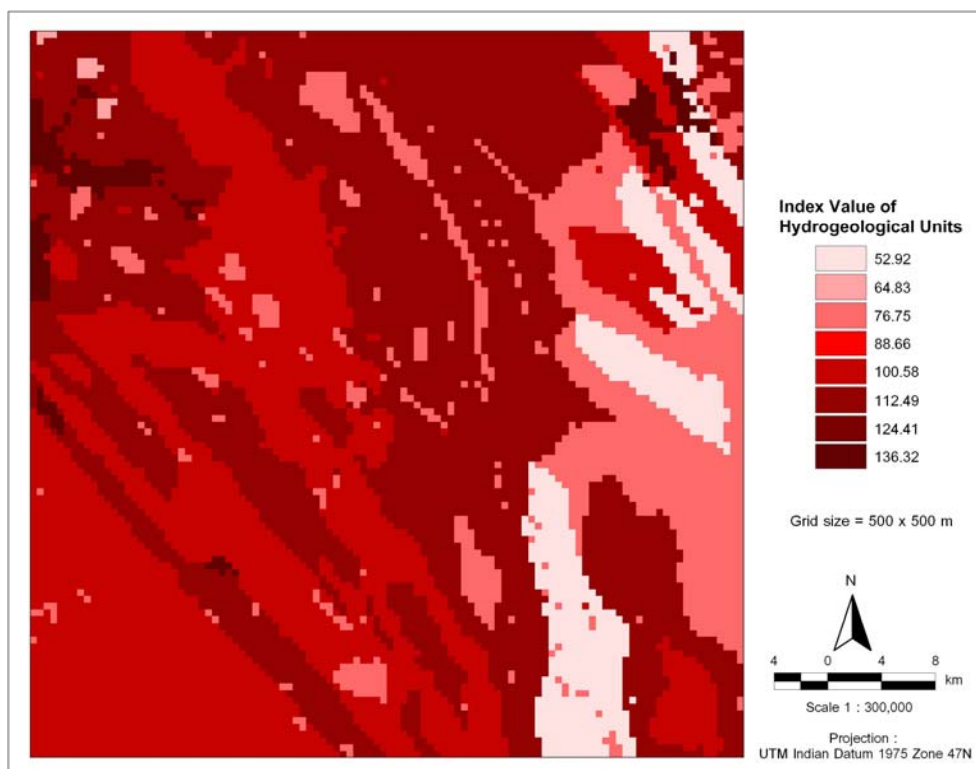 Index Value of
Hydrogeological Units
52.92
64.83
76.75
88.66
100.58
112.49
124.41
136.32
Grid size = 500 x 500 m
N
4 0 4 8
km
Scale 1 : 300,000
Projection :
UTM Indian Datum 1975 Zone 47N